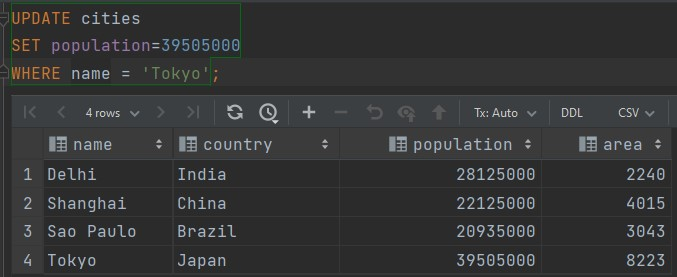 UPDATE cities
SET population=39505000
WHERE name = 'Tokyo';
4 rows Tx: Auto DDL CSV
name country population area
1 Delhi India 28125000 2240
2 Shanghai China 22125000 4015
3 Sao Paulo Brazil 20935000 3043
4 Tokyo Japan 39505000 8223